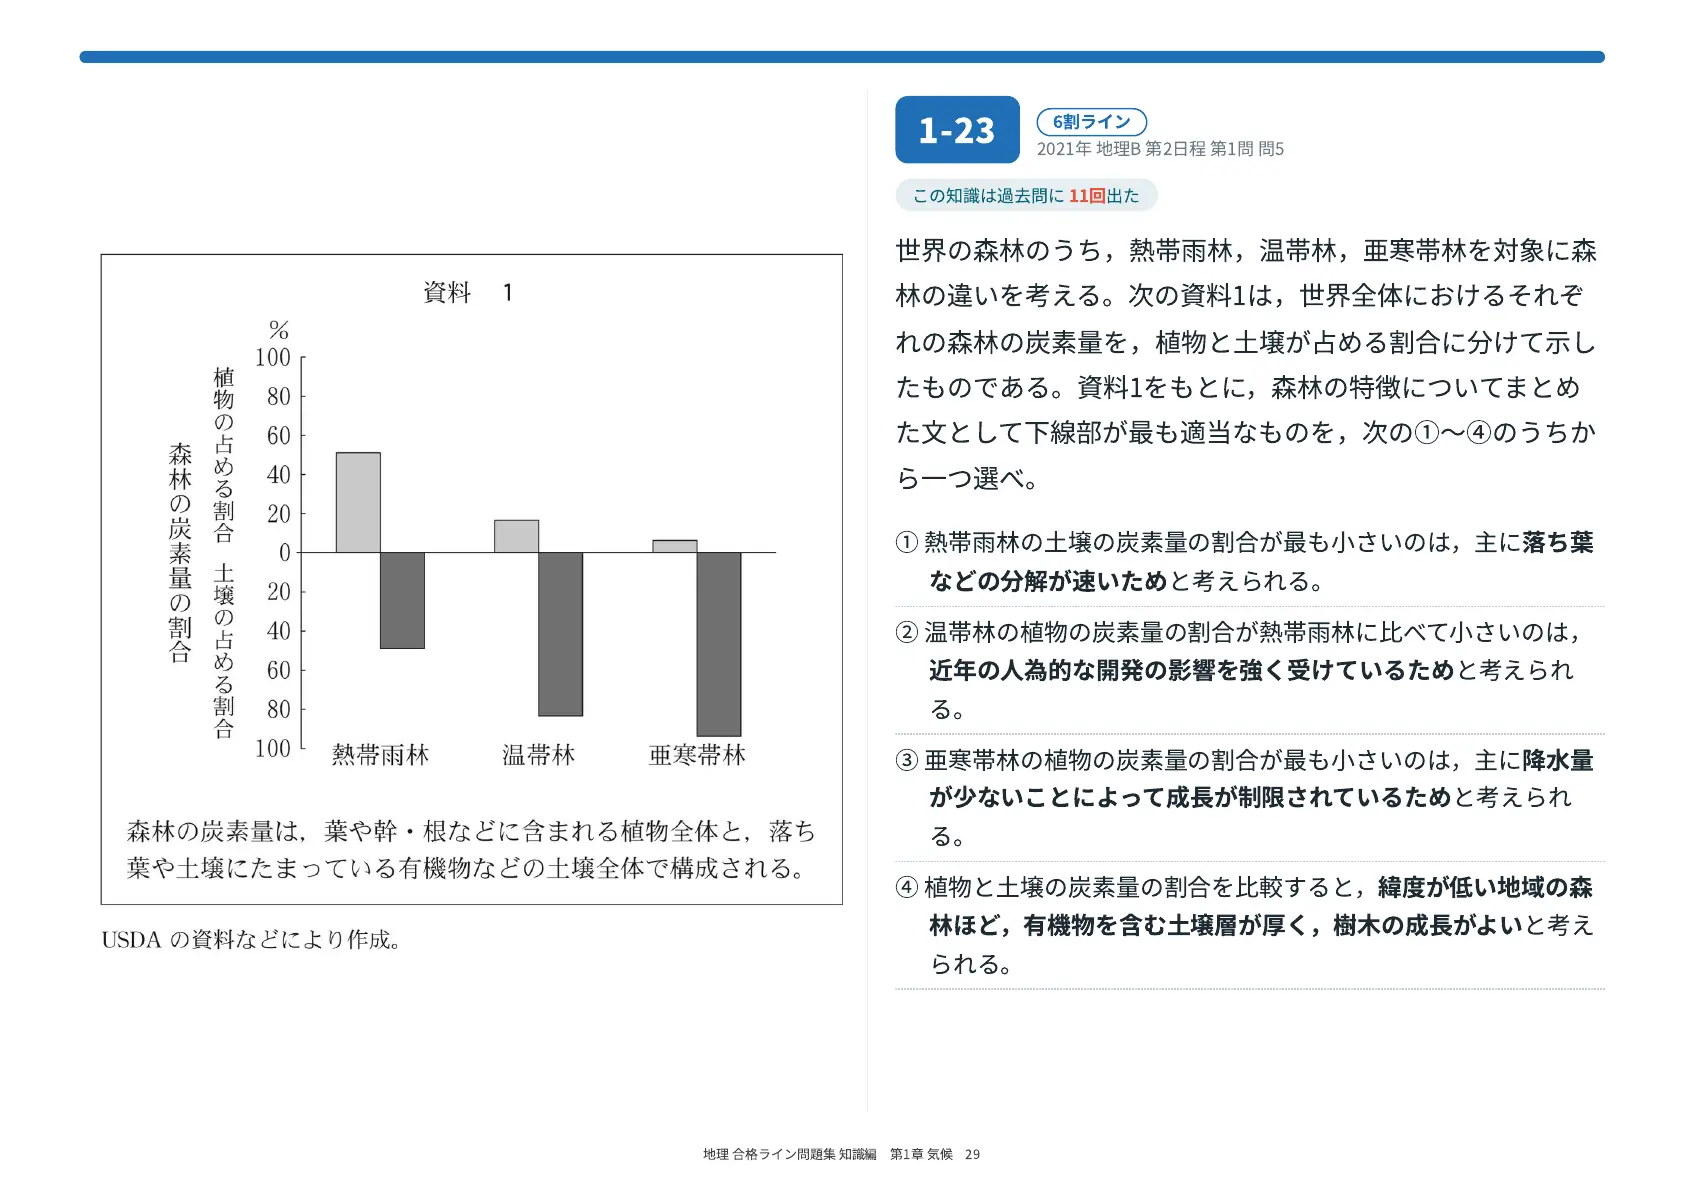 1-23
6割ライン
2021年 地理B 第2日程 第1問 問5
この知識は過去問に 11回出た
世界の森林のうち，熱帯雨林，温帯林，亜寒帯林を対象に森
林の違いを考える。次の資料1は，世界全体におけるそれぞ
れの森林の炭素量を，植物と土壌が占める割合に分けて示し
たものである。資料1をもとに，森林の特徴についてまとめ
た文として下線部が最も適当なものを，次の①～④のうちか
ら一つ選べ。
① 熱帯雨林の土壌の炭素量の割合が最も小さいのは，主に落ち葉
などの分解が速いためと考えられる。
② 温帯林の植物の炭素量の割合が熱帯雨林に比べて小さいのは，
近年の人為的な開発の影響を強く受けているためと考えられ
る。
③ 亜寒帯林の植物の炭素量の割合が最も小さいのは，主に降水量
が少ないことによって成長が制限されているためと考えられ
る。
④ 植物と土壌の炭素量の割合を比較すると，緯度が低い地域の森
林ほど，有機物を含む土壌層が厚く，樹木の成長がよいと考え
られる。
資料 1
%
100
80
60
40
20
0
20
40
60
80
100
森林の炭素量の割合
植物の占める割合
土壌の占める割合
熱帯雨林 温帯林 亜寒帯林
森林の炭素量は，葉や幹・根などに含まれる植物全体と，落ち
葉や土壌にたまっている有機物などの土壌全体で構成される。
USDA の資料などにより作成。
地理 合格ライン問題集 知識編 第1章 気候 29